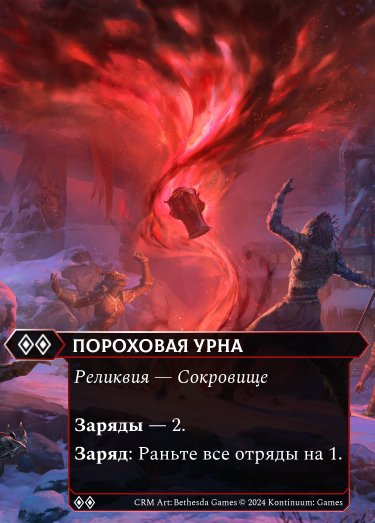 ПОРОХОВАЯ УРНА
Реликвия — Сокровище
Заряды — 2.
Заряд: Раньте все отряды на 1.
CRM Art: Bethesda Games © 2024 Kontinuum: Games